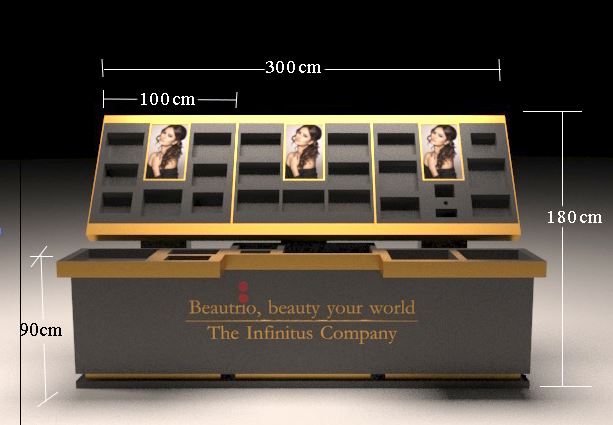 300cm
100cm
180cm
90cm
Beautrio, beauty your world
The Infinitus Company